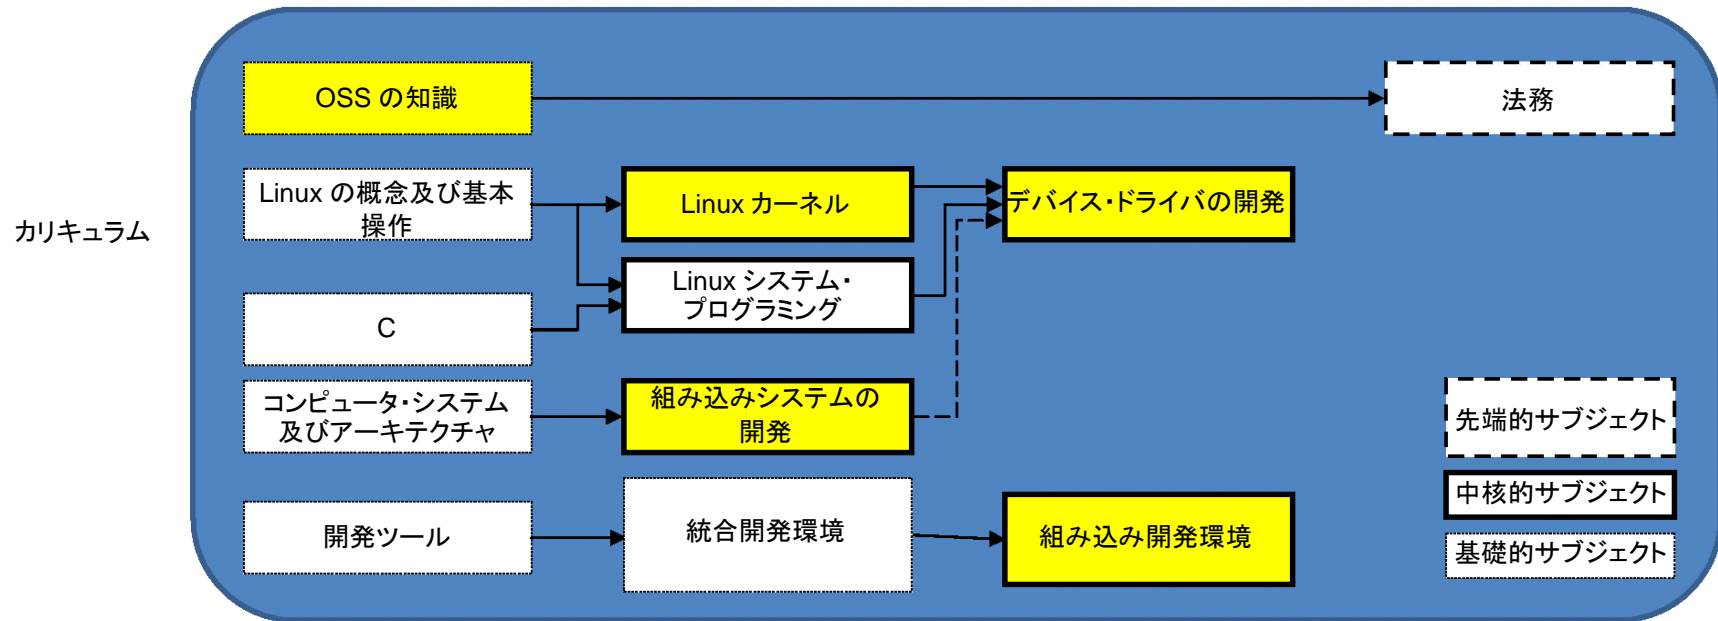 カリキュラム
OSS の知識
法務
Linux の概念及び基本
操作
Linux カーネル
デバイス・ドライバの開発
Linux システム・
プログラミング
C
コンピュータ・システム
及びアーキテクチャ
組み込みシステムの
開発
開発ツール
統合開発環境
組み込み開発環境
先端的サブジェクト
中核的サブジェクト
基礎的サブジェクト